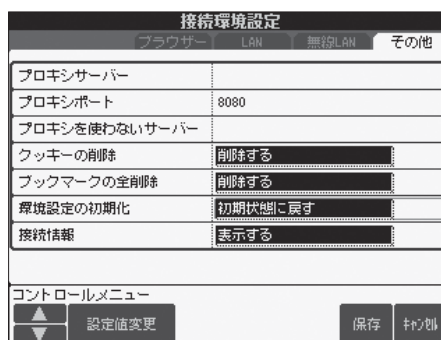 接続環境設定
ブラウザー LAN 無線LAN その他
プロキシサーバー
プロキシポート 8080
プロキシを使わないサーバー
クッキーの削除 削除する
ブックマークの全削除 削除する
環境設定の初期化 初期状態に戻す
接続情報 表示する
コントロールメニュー
設定値変更 保存 ｷｬﾝｾﾙ